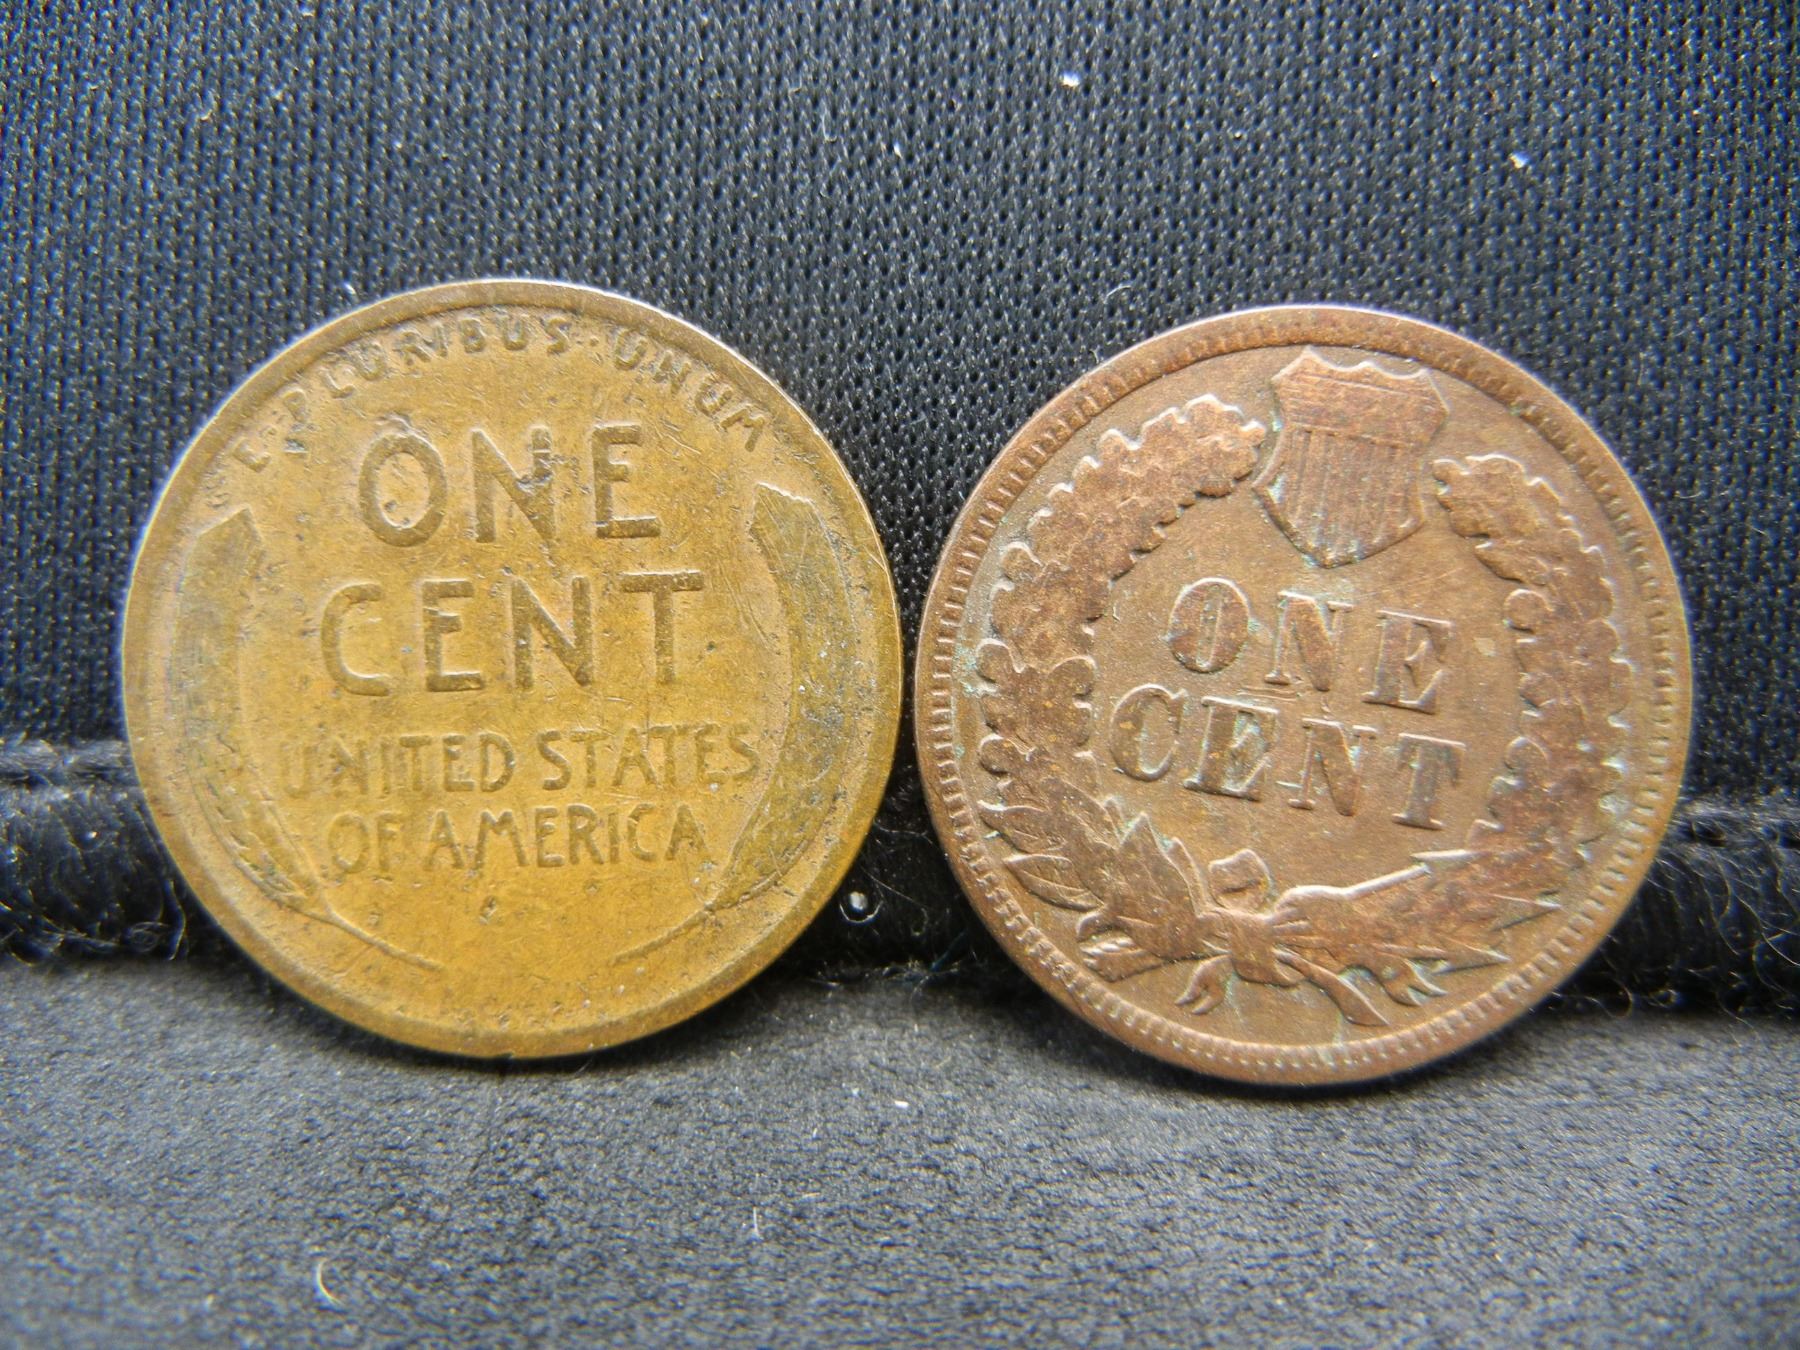 E · PLURIBUS · UNUM
ONE
CENT
UNITED STATES
OF AMERICA
ONE
CENT